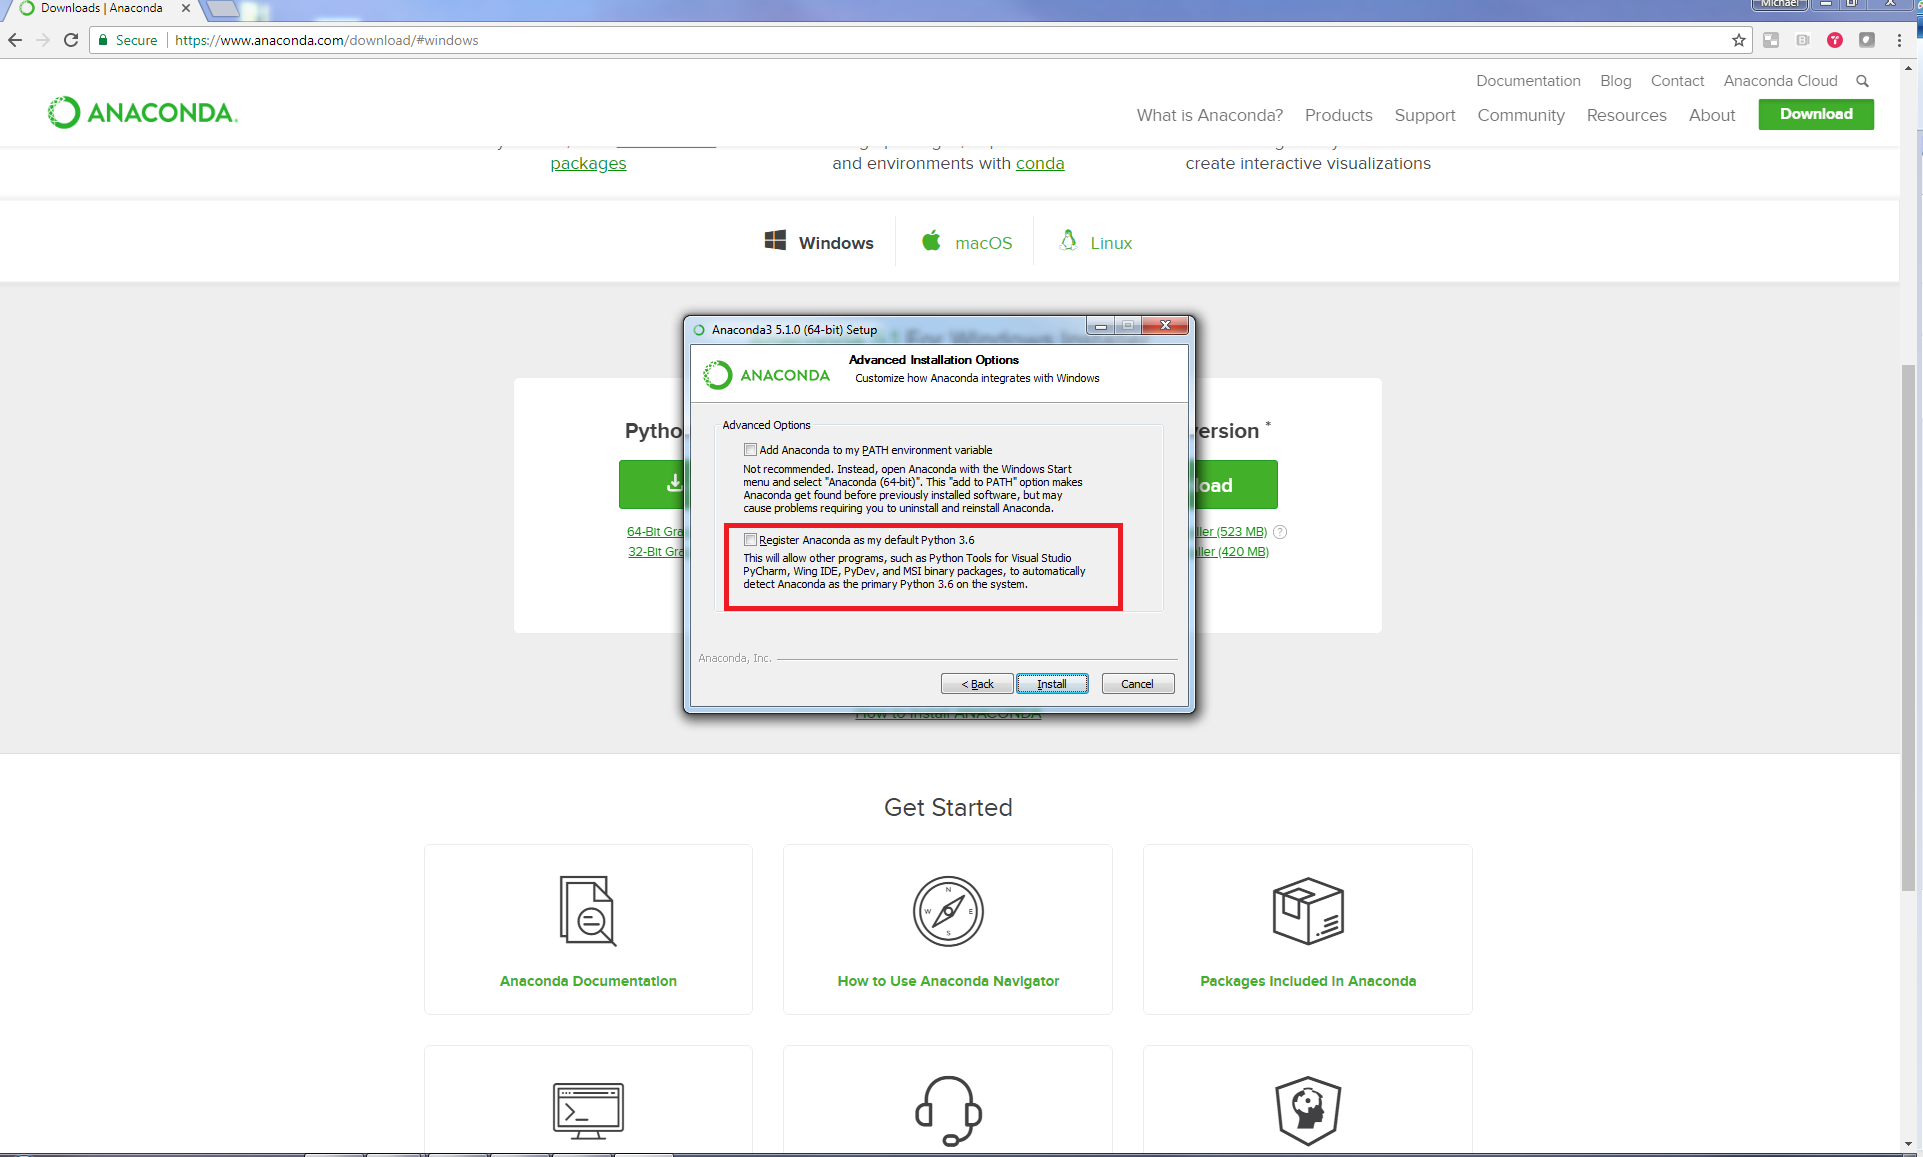 Downloads | Anaconda
Michael
Secure
https://www.anaconda.com/download/#windows
Documentation Blog Contact Anaconda Cloud
ANACONDA.
What is Anaconda? Products Support Community Resources About Download
packages
and environments with conda
create interactive visualizations
Windows macOS Linux
Anaconda3 5.1.0 (64-bit) Setup
For Windows Installer
ANACONDA
Advanced Installation Options
Customize how Anaconda integrates with Windows
Advanced Options
Add Anaconda to my PATH environment variable
Not recommended. Instead, open Anaconda with the Windows Start
menu and select "Anaconda (64-bit)". This "add to PATH" option makes
Anaconda get found before previously installed software, but may
cause problems requiring you to uninstall and reinstall Anaconda.
Register Anaconda as my default Python 3.6
This will allow other programs, such as Python Tools for Visual Studio
PyCharm, Wing IDE, PyDev, and MSI binary packages, to automatically
detect Anaconda as the primary Python 3.6 on the system.
Anaconda, Inc.
< Back Install Cancel
Pytho
ersion *
load
64-Bit Gra
ller (523 MB) ?
32-Bit Gra
ller (420 MB)
How to Install ANACONDA
Get Started
N
W E
S
Anaconda Documentation
How to Use Anaconda Navigator
Packages Included in Anaconda